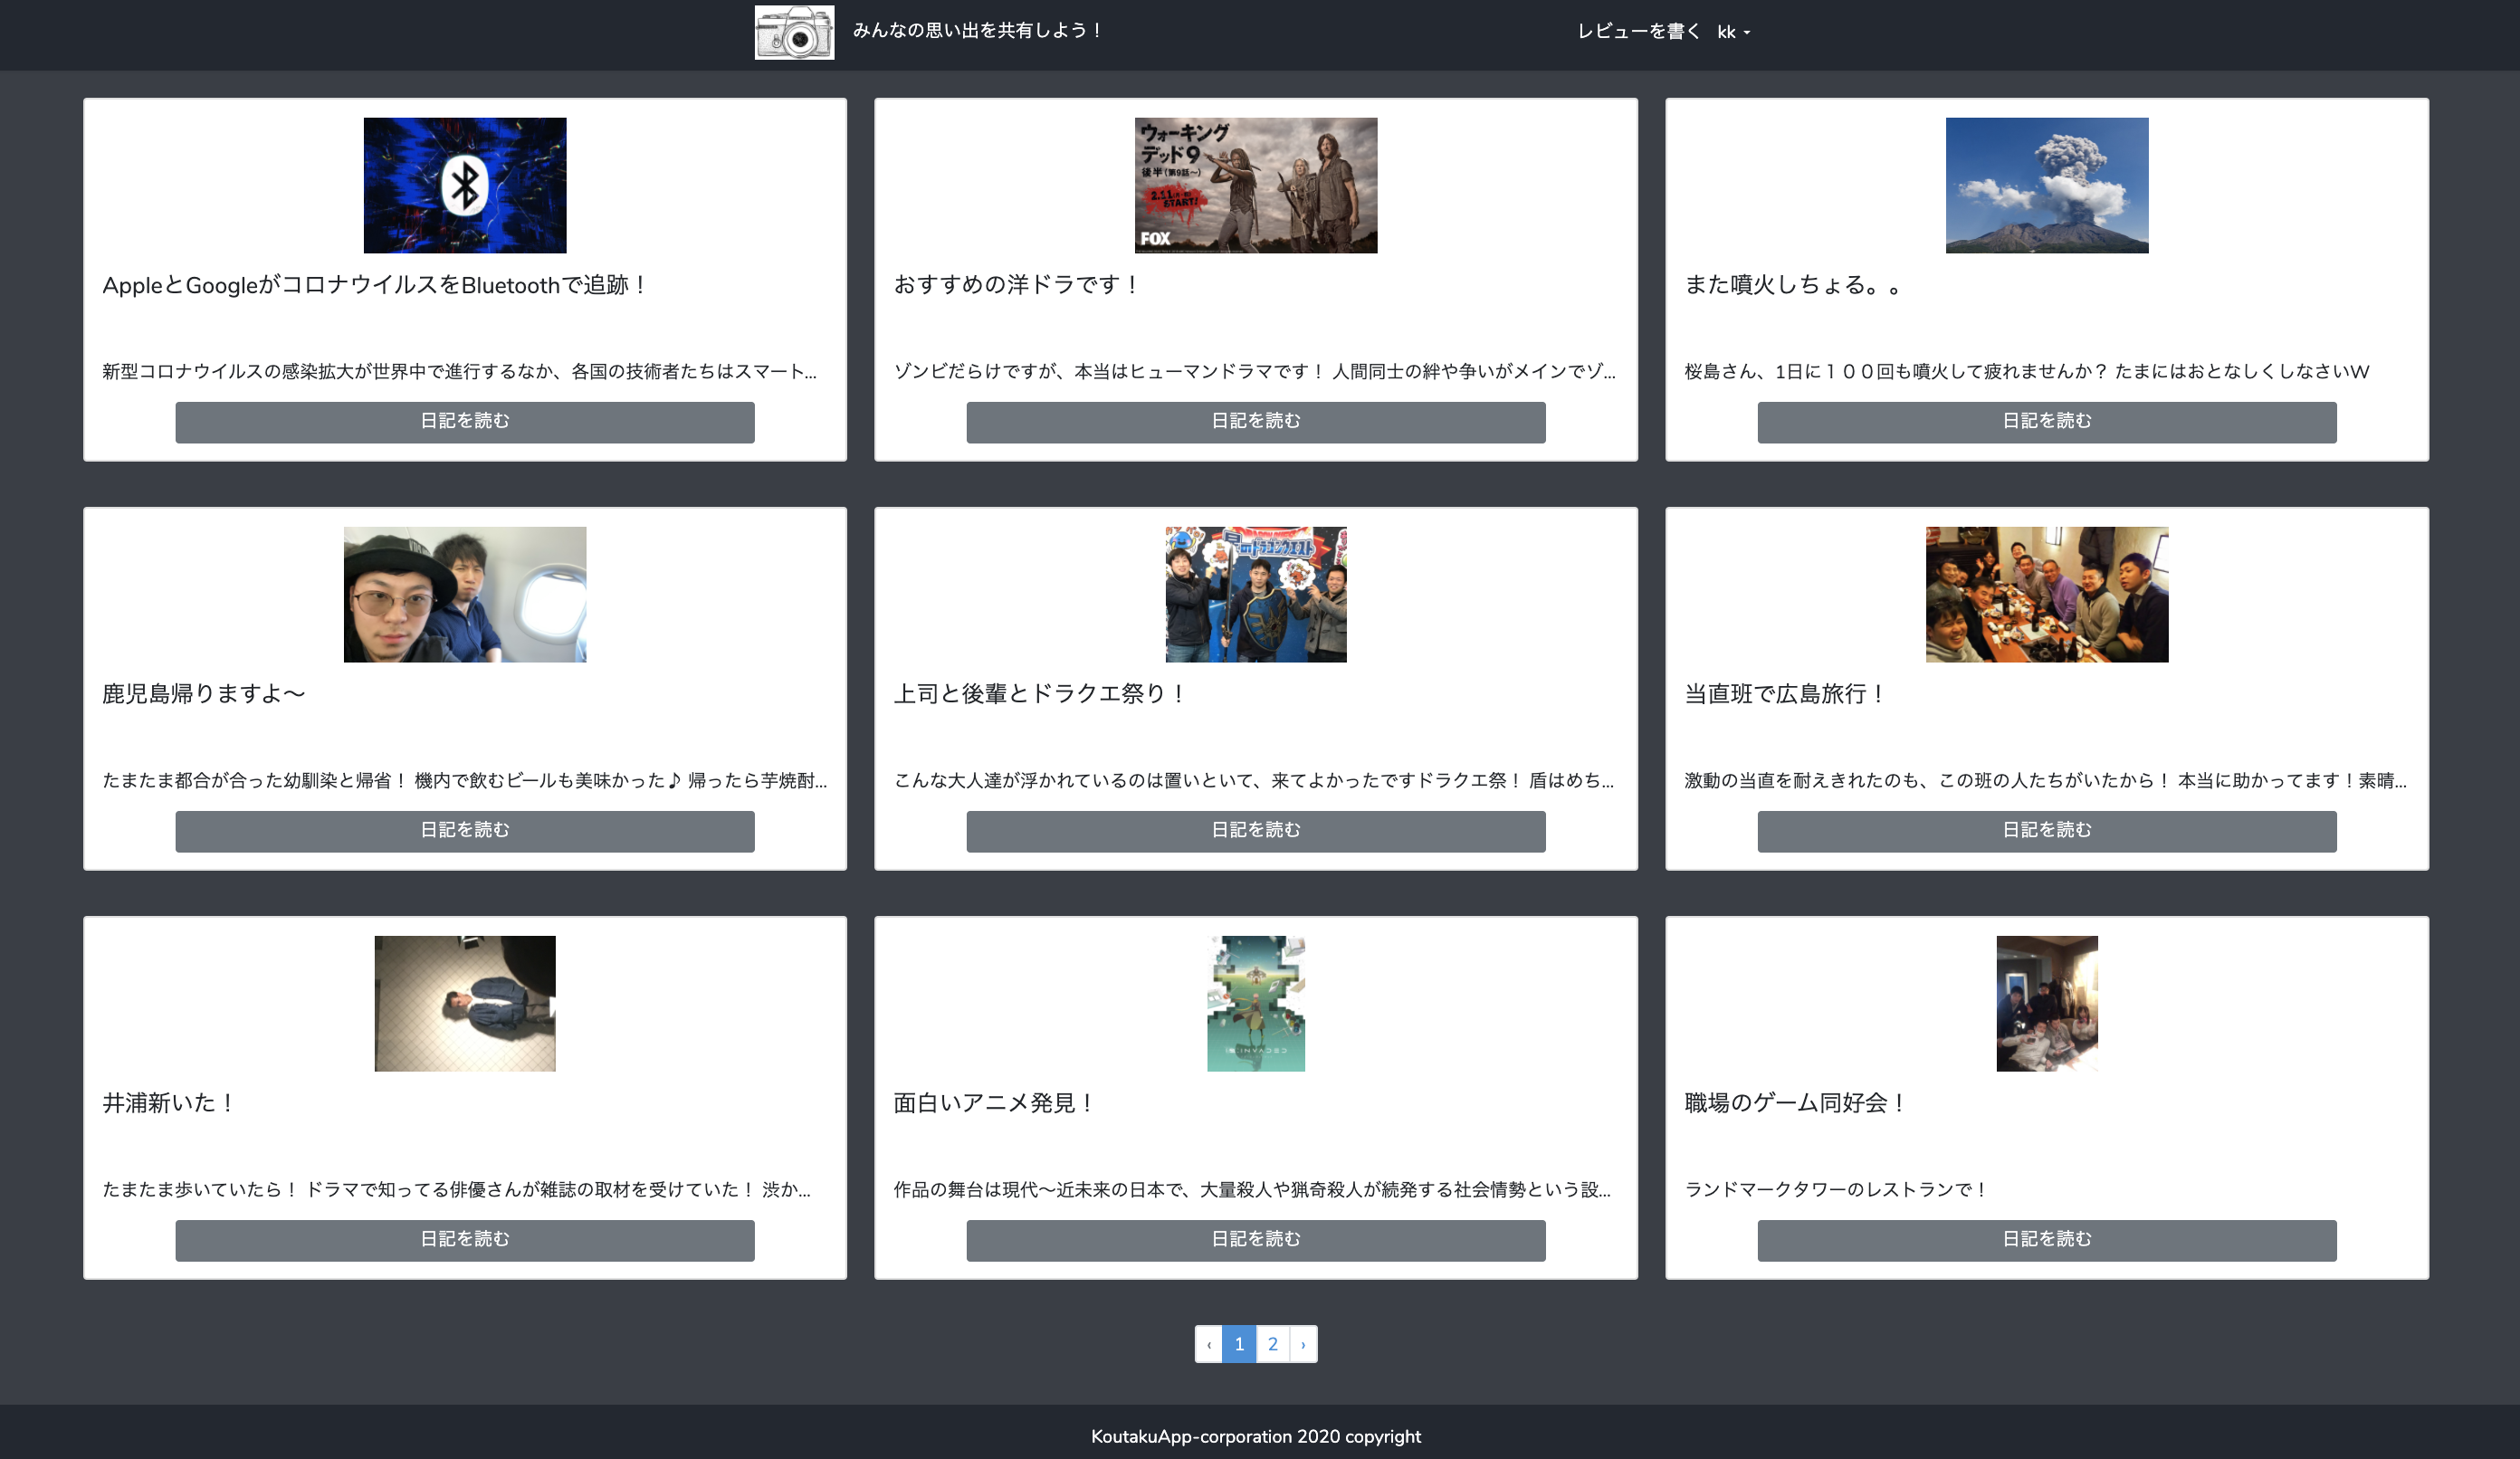 みんなの思い出を共有しよう！
レビューを書く kk
ウォーキング
デッド9
後半(第9話〜)
START!
FOX
AppleとGoogleがコロナウイルスをBluetoothで追跡！
おすすめの洋ドラです！
また噴火しちょる。。
新型コロナウイルスの感染拡大が世界中で進行するなか、各国の技術者たちはスマート...
ゾンビだらけですが、本当はヒューマンドラマです！ 人間同士の絆や争いがメインでゾ...
桜島さん、1日に１００回も噴火して疲れませんか？ たまにはおとなしくしなさいW
日記を読む
日記を読む
日記を読む
ドラゴンクエスト
鹿児島帰りますよ〜
上司と後輩とドラクエ祭り！
当直班で広島旅行！
たまたま都合が合った幼馴染と帰省！ 機内で飲むビールも美味かった♪ 帰ったら芋焼酎...
こんな大人達が浮かれているのは置いといて、来てよかったですドラクエ祭！ 盾はめち...
激動の当直を耐えきれたのも、この班の人たちがいたから！ 本当に助かってます！素晴...
日記を読む
日記を読む
日記を読む
井浦新いた！
面白いアニメ発見！
職場のゲーム同好会！
たまたま歩いていたら！ ドラマで知ってる俳優さんが雑誌の取材を受けていた！ 渋か...
作品の舞台は現代〜近未来の日本で、大量殺人や猟奇殺人が続発する社会情勢という設...
ランドマークタワーのレストランで！
日記を読む
日記を読む
日記を読む
‹ 1 2 ›
KoutakuApp-corporation 2020 copyright